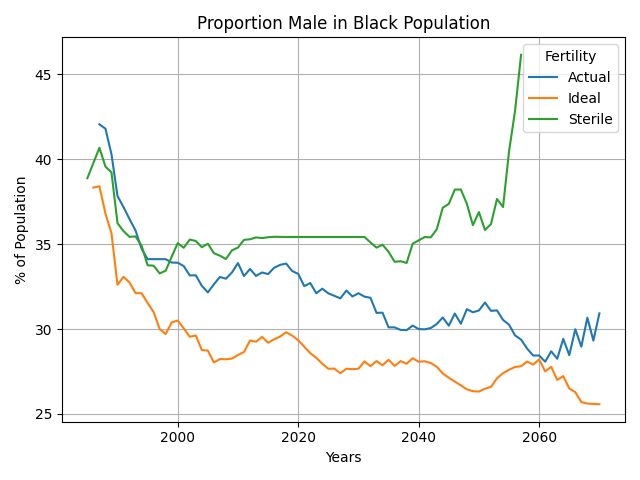 Proportion Male in Black Population
Fertility
Actual
Ideal
Sterile
45
40
35
30
25
% of Population
2000
2020
2040
2060
Years